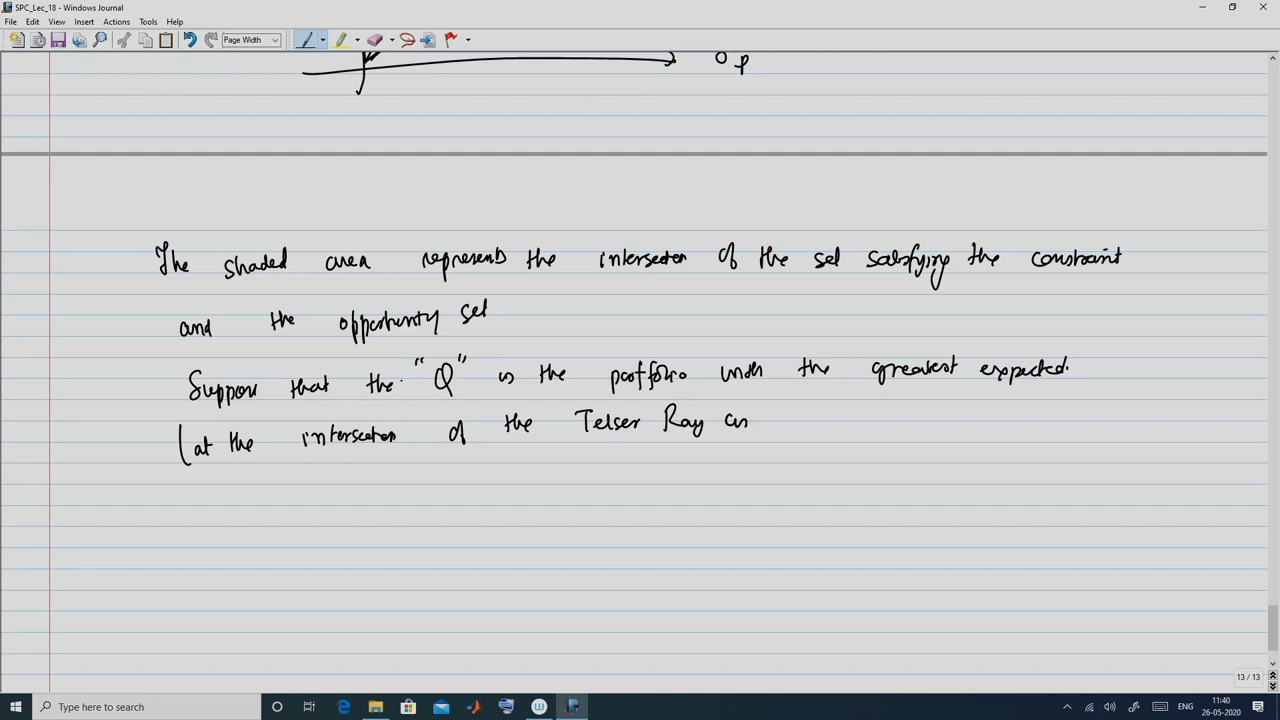 SPC_Lec_18 - Windows Journal
File Edit View Insert Actions Tools Help
Page Width
σp
The shaded area represents the intersection of the set satisfying the constraint
and the opportunity set
Suppose that the "Q" is the portfolio with the greatest expected
(at the intersection of the Telser Ray an
13 / 13
Type here to search
ENG
11:40
26-05-2020